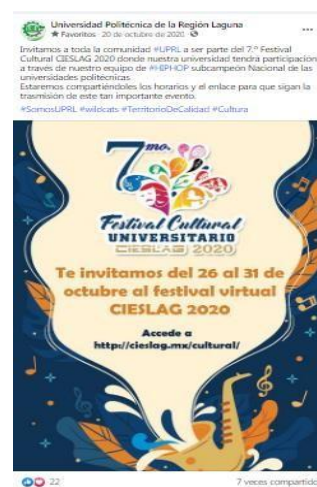 Universidad Politécnica de la Región Laguna
Favoritos · 20 de octubre de 2020 ·
Invitamos a toda la comunidad #UPRL a ser parte del 7.º Festival
Cultural CIESLAG 2020 donde nuestra universidad tendrá participación
a través de nuestro equipo de #HIPHOP subcampeón Nacional de las
universidades politécnicas.
Estaremos compartiéndoles los horarios y el enlace para que sigan la
trasmisión de este tan importante evento.
#SomosUPRL #wildcats #TerritorioDeCalidad #Cultura
7mo.
Festival Cultural
UNIVERSITARIO
CIESLAG 2020
Te invitamos del 26 al 31 de
octubre al festival virtual
CIESLAG 2020
Accede a
http://cieslag.mx/cultural/
22
7 veces compartido